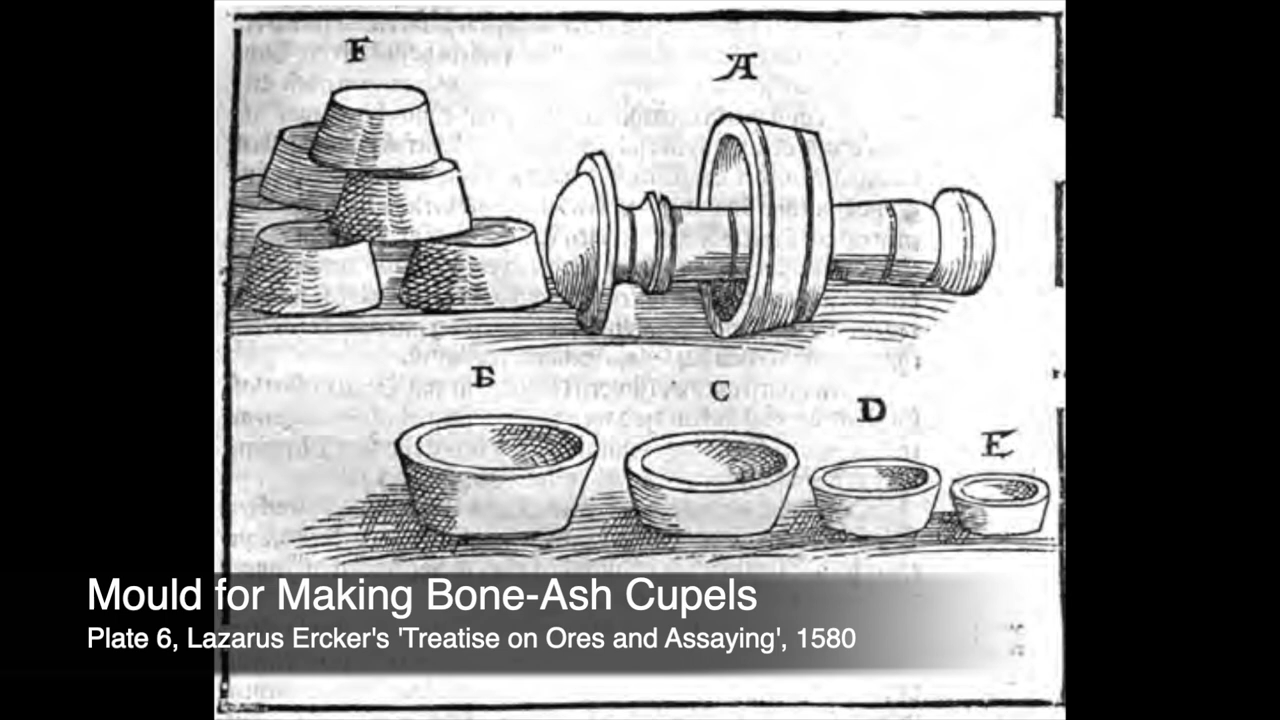 F
A
B
C
D
E
Mould for Making Bone-Ash Cupels
Plate 6, Lazarus Ercker's 'Treatise on Ores and Assaying', 1580